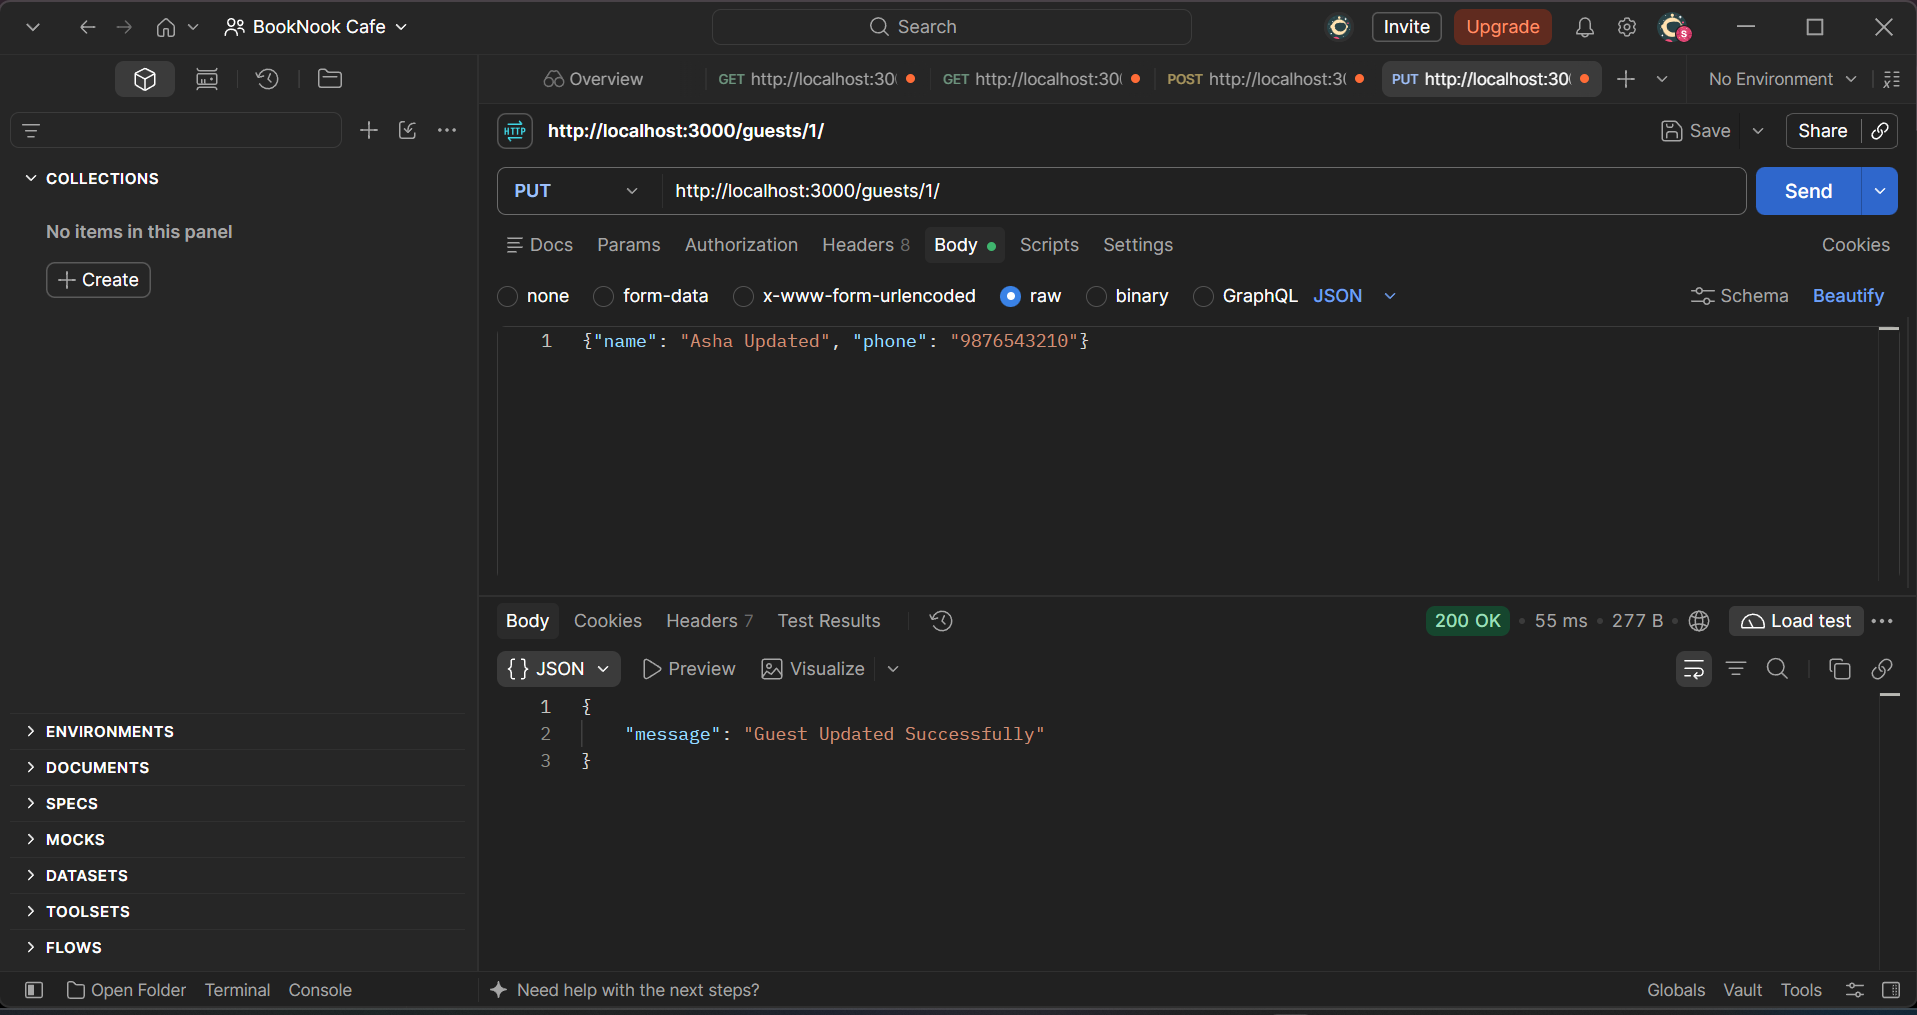 BookNook Cafe
Search
Invite
Upgrade
S
Overview
GET http://localhost:30
GET http://localhost:30
POST http://localhost:3
PUT http://localhost:30
No Environment
HTTP
http://localhost:3000/guests/1/
Save
Share
COLLECTIONS
No items in this panel
Create
PUT
http://localhost:3000/guests/1/
Send
Docs
Params
Authorization
Headers 8
Body
Scripts
Settings
Cookies
none
form-data
x-www-form-urlencoded
raw
binary
GraphQL
JSON
Schema
Beautify
1 {"name": "Asha Updated", "phone": "9876543210"}
Body
Cookies
Headers 7
Test Results
200 OK
55 ms
277 B
Load test
{} JSON
Preview
Visualize
1 {
2 "message": "Guest Updated Successfully"
3 }
ENVIRONMENTS
DOCUMENTS
SPECS
MOCKS
DATASETS
TOOLSETS
FLOWS
Open Folder
Terminal
Console
Need help with the next steps?
Globals
Vault
Tools